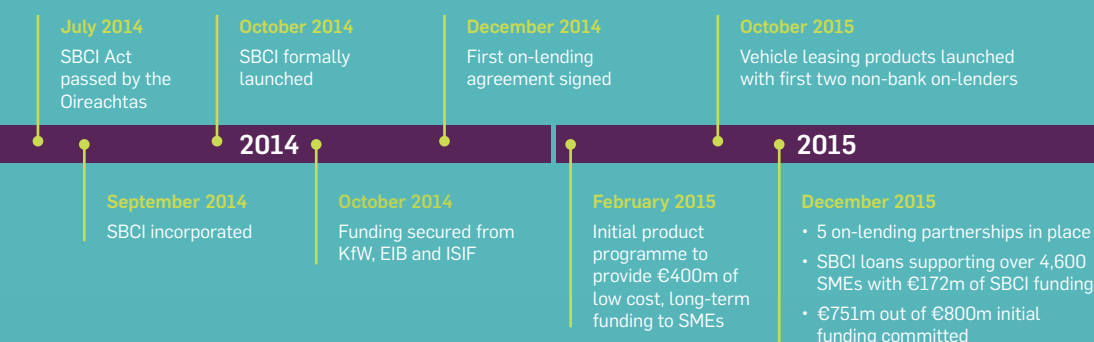 July 2014
SBCI Act
passed by the
Oireachtas
October 2014
SBCI formally
launched
December 2014
First on-lending
agreement signed
October 2015
Vehicle leasing products launched
with first two non-bank on-lenders
2014
2015
September 2014
SBCI incorporated
October 2014
Funding secured from
KfW, EIB and ISIF
February 2015
Initial product
programme to
provide €400m of
low cost, long-term
funding to SMEs
December 2015
• 5 on-lending partnerships in place
• SBCI loans supporting over 4,600
SMEs with €172m of SBCI funding
• €751m out of €800m initial
funding committed